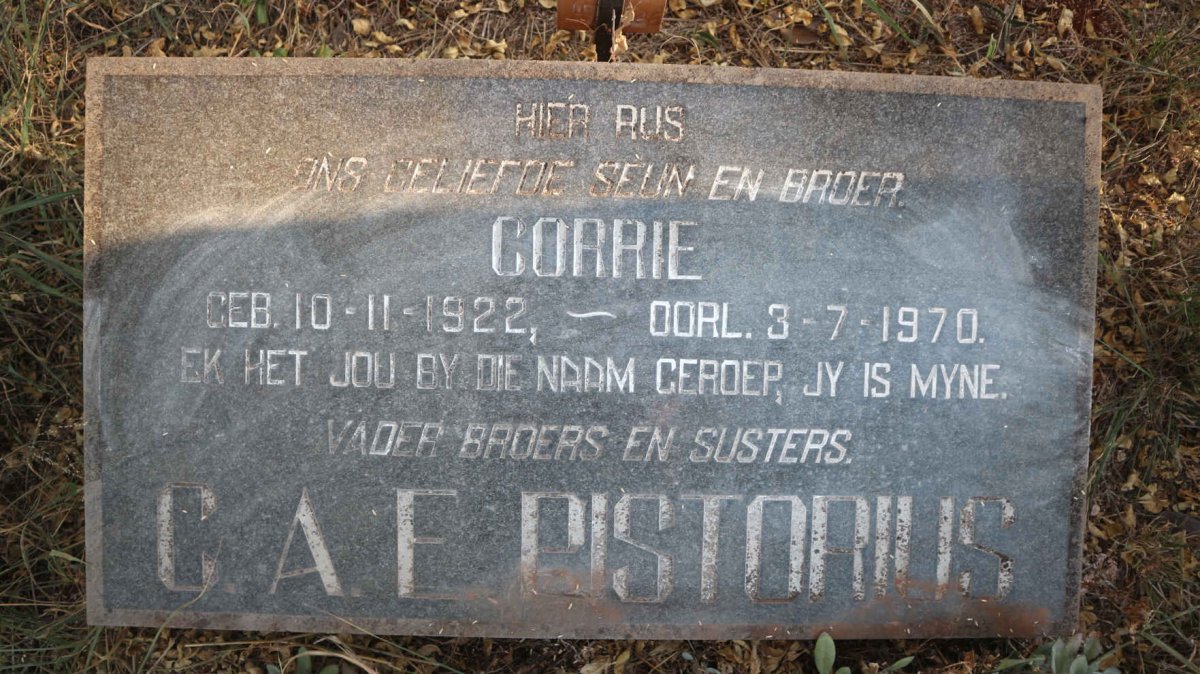 HIER RUS
ONS GELIEFDE SEUN EN BROER.
CORRIE
GEB. 10-11-1922, ~ OORL. 3-7-1970.
EK HET JOU BY DIE NAAM GEROEP, JY IS MYNE.
VADER BROERS EN SUSTERS.
C.A.E. PISTORIUS